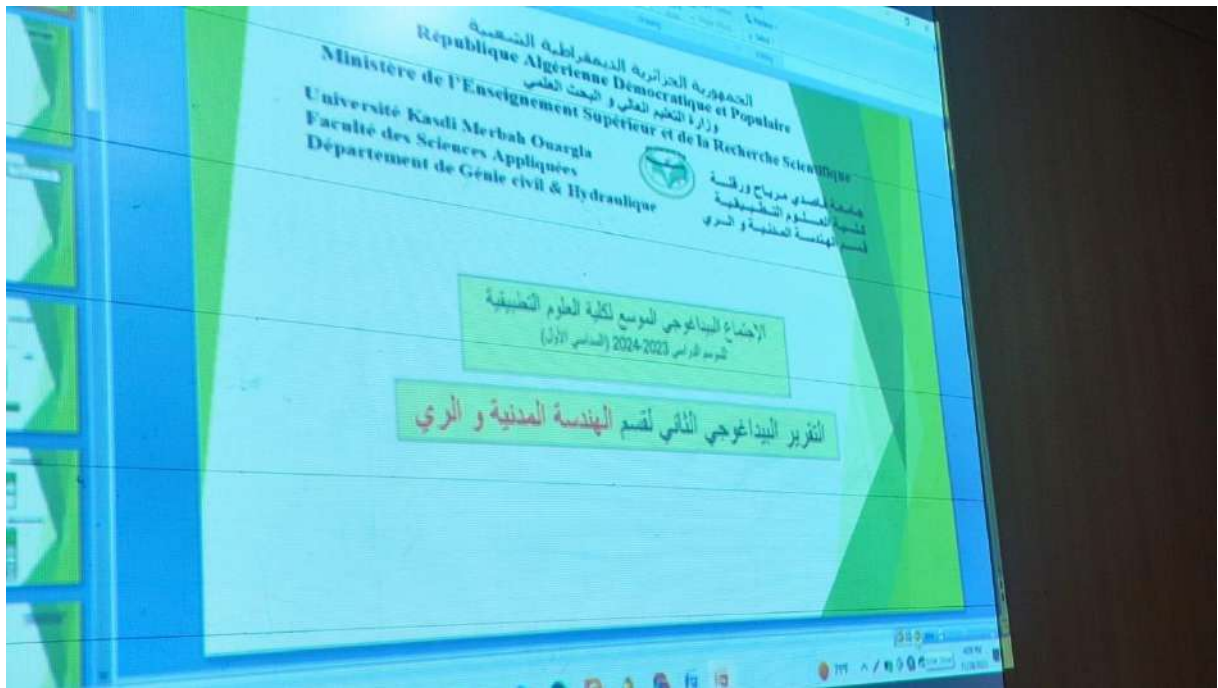 الجمهورية الجزائرية الديمقراطية الشعبية
République Algérienne Démocratique et Populaire
وزارة التعليم العالي و البحث العلمي
Ministère de l'Enseignement Supérieur et de la Recherche Scientifique
Université Kasdi Merbah Ouargla
Faculté des Sciences Appliquées
Département de Génie civil & Hydraulique
جامعة قاصدي مرباح ورقلة
كلية العلوم التطبيقية
قسم الهندسة المدنية و الري
الإجتماع البيداغوجي الموسع لكلية العلوم التطبيقية
الموسم الدراسي 2023-2024 (السداسي الأول)
التقرير البيداغوجي الثاني لقسم الهندسة المدنية و الري